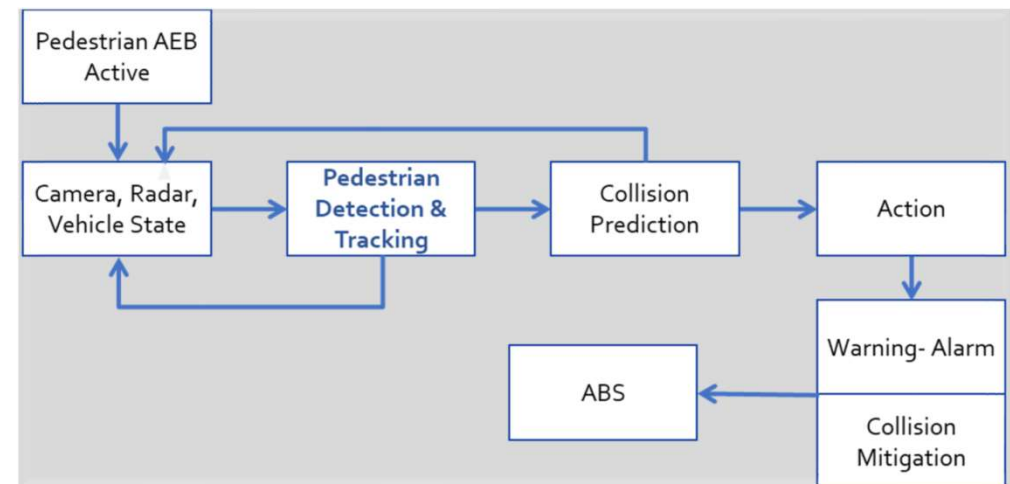 Pedestrian AEB
Active
Camera, Radar,
Vehicle State
Pedestrian
Detection &
Tracking
Collision
Prediction
Action
Warning- Alarm
ABS
Collision
Mitigation